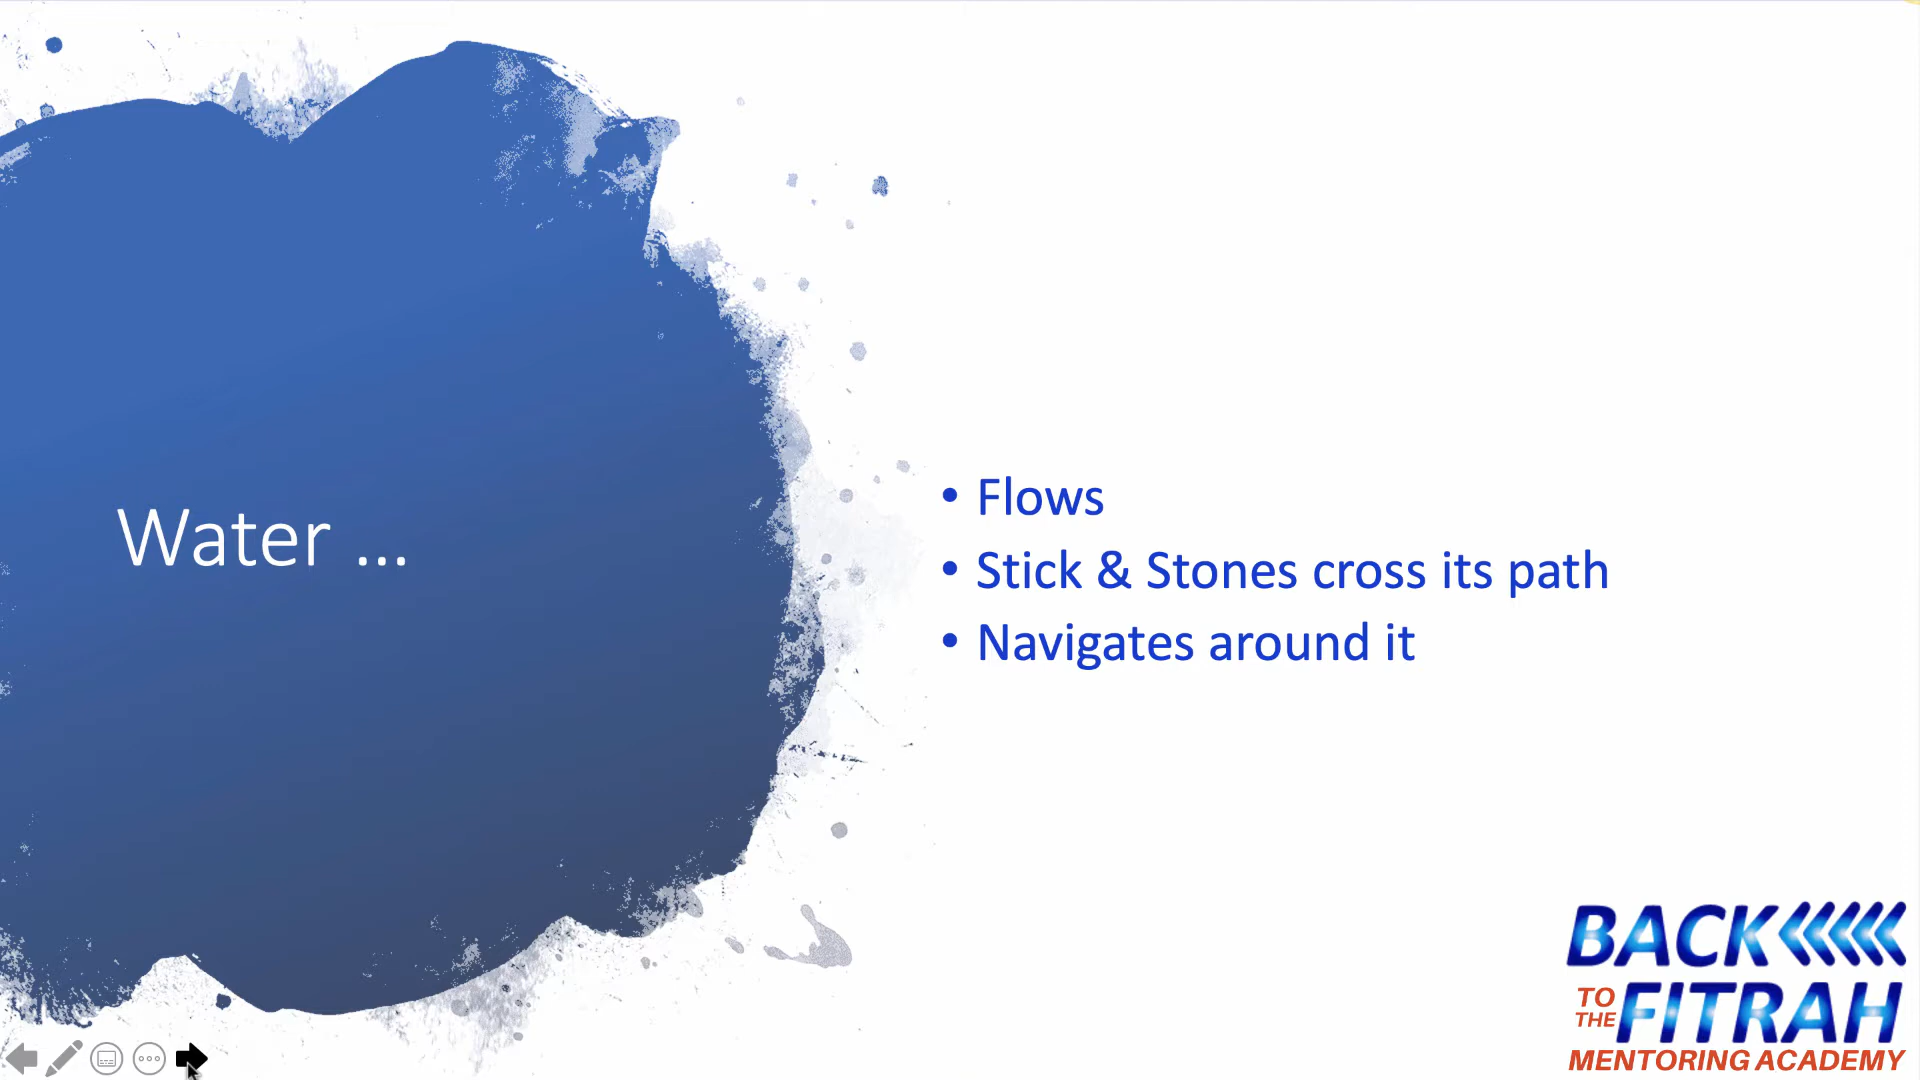 Water ...
• Flows
• Stick & Stones cross its path
• Navigates around it
BACK
TO THE FITRAH
MENTORING ACADEMY